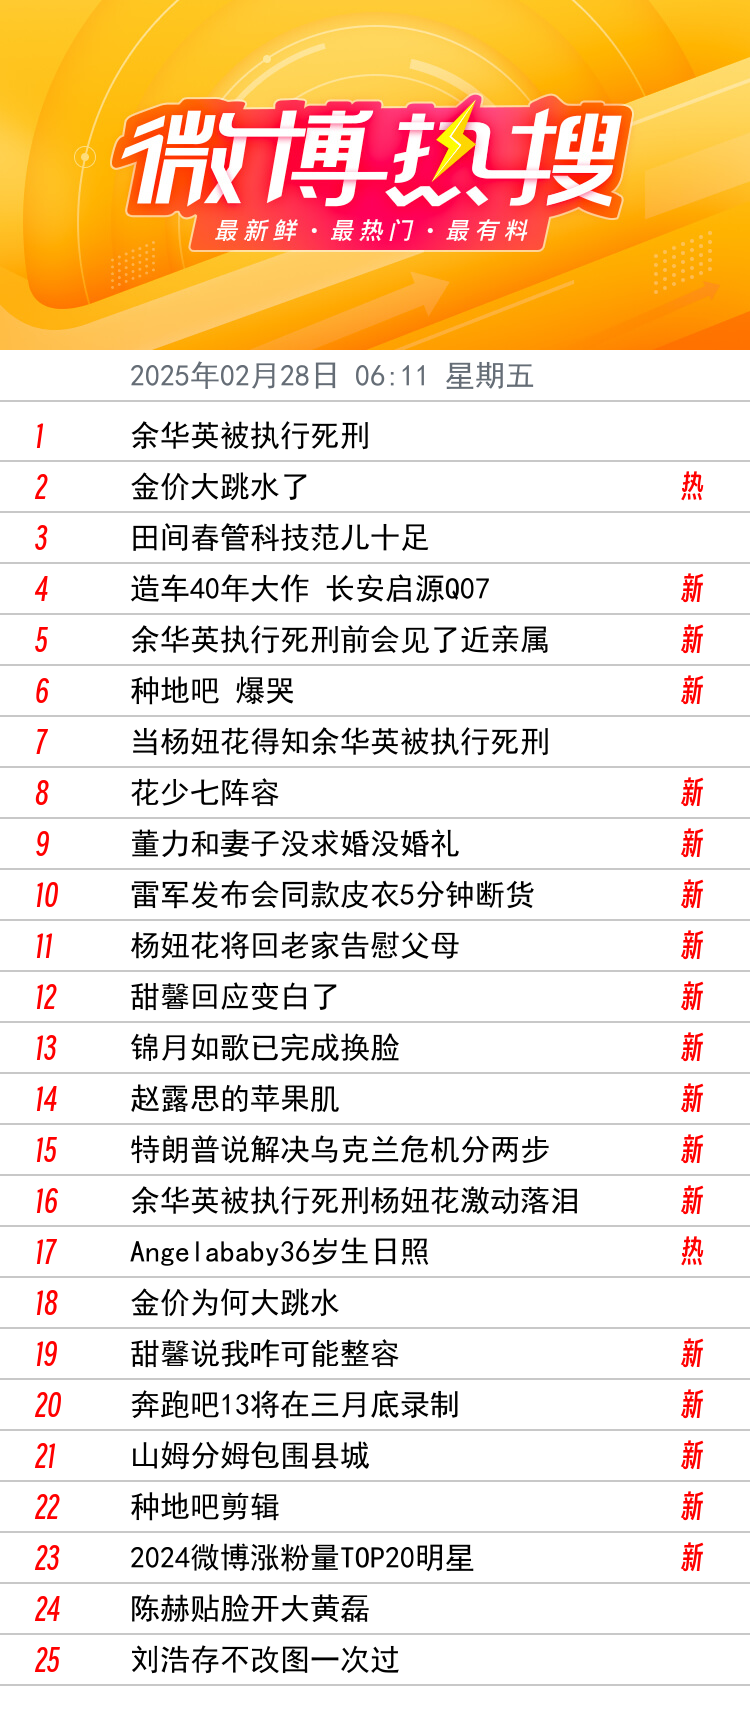 微博热搜
最新鲜·最热门·最有料
2025年02月28日 06:11 星期五
1 余华英被执行死刑
2 金价大跳水了 热
3 田间春管科技范儿十足
4 造车40年大作 长安启源Q07 新
5 余华英执行死刑前会见了近亲属 新
6 种地吧 爆哭 新
7 当杨妞花得知余华英被执行死刑
8 花少七阵容 新
9 董力和妻子没求婚没婚礼 新
10 雷军发布会同款皮衣5分钟断货 新
11 杨妞花将回老家告慰父母 新
12 甜馨回应变白了 新
13 锦月如歌已完成换脸 新
14 赵露思的苹果肌 新
15 特朗普说解决乌克兰危机分两步 新
16 余华英被执行死刑杨妞花激动落泪 新
17 Angelababy36岁生日照 热
18 金价为何大跳水
19 甜馨说我咋可能整容 新
20 奔跑吧13将在三月底录制 新
21 山姆分姆包围县城 新
22 种地吧剪辑 新
23 2024微博涨粉量TOP20明星 新
24 陈赫贴脸开大黄磊
25 刘浩存不改图一次过